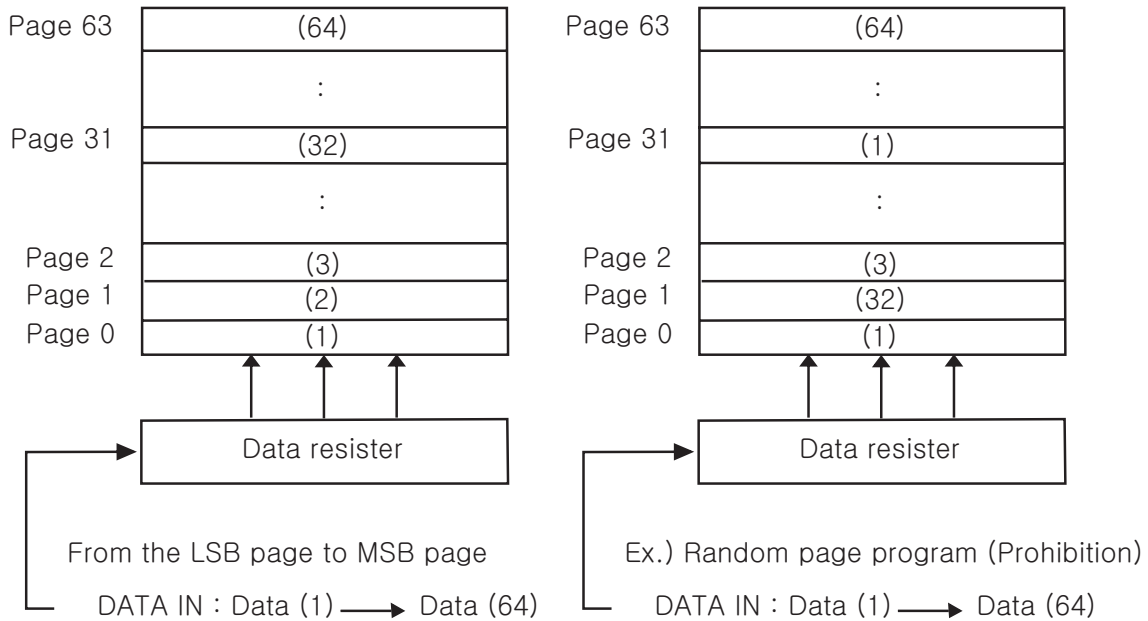 Page 63 (64)
:
Page 31 (32)
:
Page 2 (3)
Page 1 (2)
Page 0 (1)
Data resister
From the LSB page to MSB page
DATA IN : Data (1) Data (64)
Page 63 (64)
:
Page 31 (1)
:
Page 2 (3)
Page 1 (32)
Page 0 (1)
Data resister
Ex.) Random page program (Prohibition)
DATA IN : Data (1) Data (64)